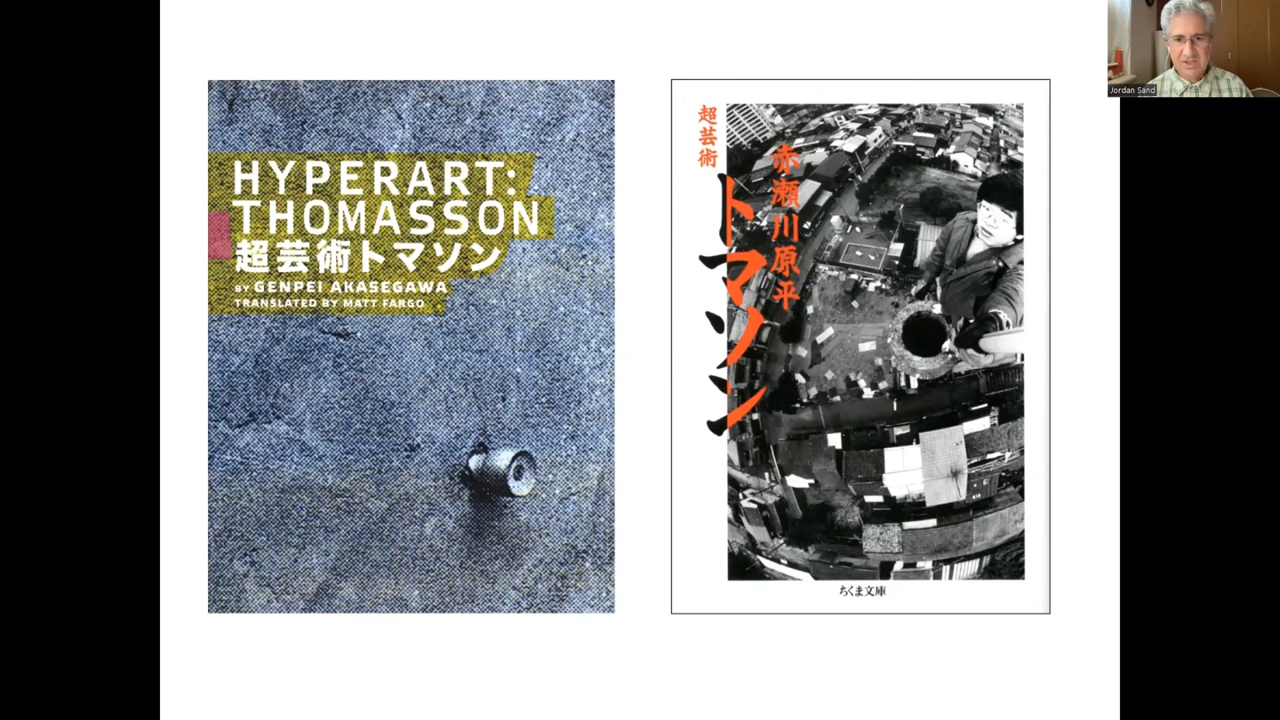 HYPERART:
THOMASSON
超芸術トマソン
BY GENPEI AKASEGAWA
TRANSLATED BY MATT FARGO
超芸術
トマソン
赤瀬川原平
ちくま文庫
Jordan Sand